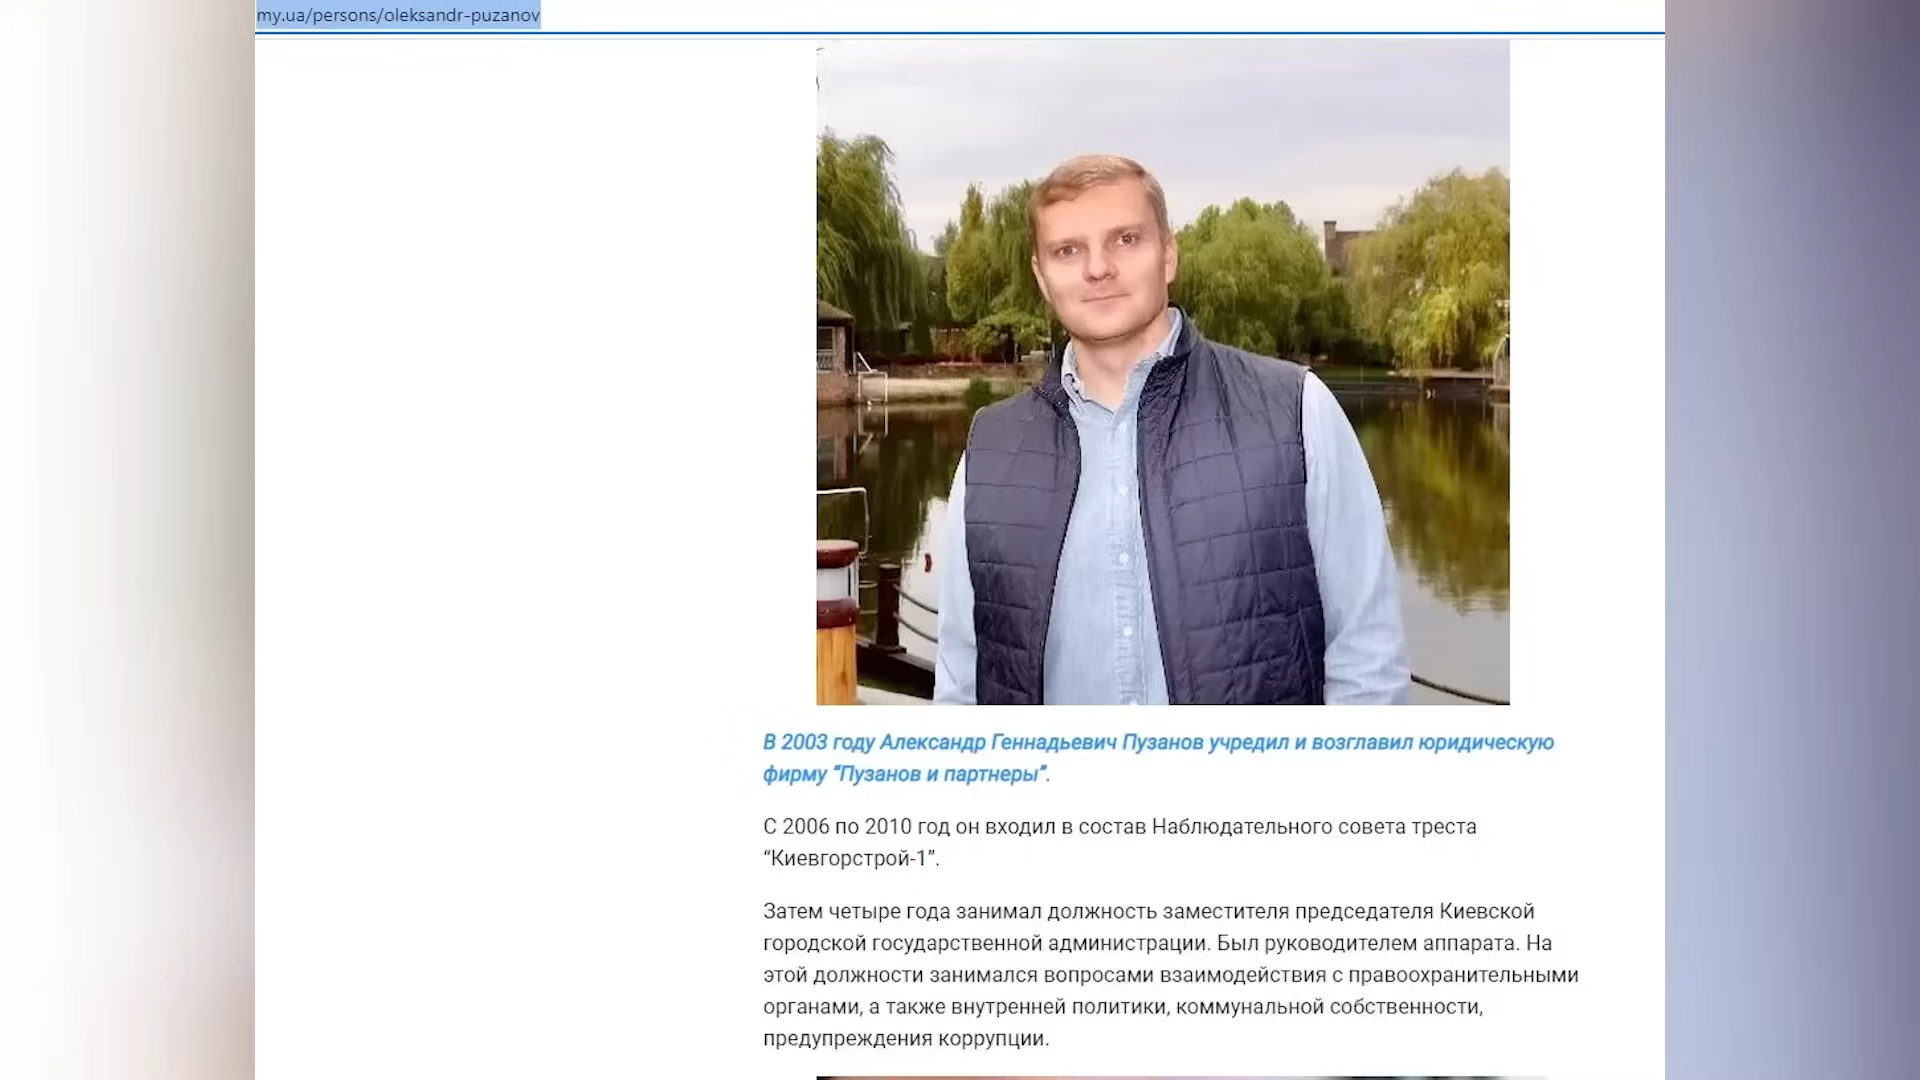 my.ua/persons/oleksandr-puzanov
В 2003 году Александр Геннадьевич Пузанов учредил и возглавил юридическую
фирму “Пузанов и партнеры”.
С 2006 по 2010 год он входил в состав Наблюдательного совета треста
“Киевгорстрой-1”.
Затем четыре года занимал должность заместителя председателя Киевской
городской государственной администрации. Был руководителем аппарата. На
этой должности занимался вопросами взаимодействия с правоохранительными
органами, а также внутренней политики, коммунальной собственности,
предупреждения коррупции.